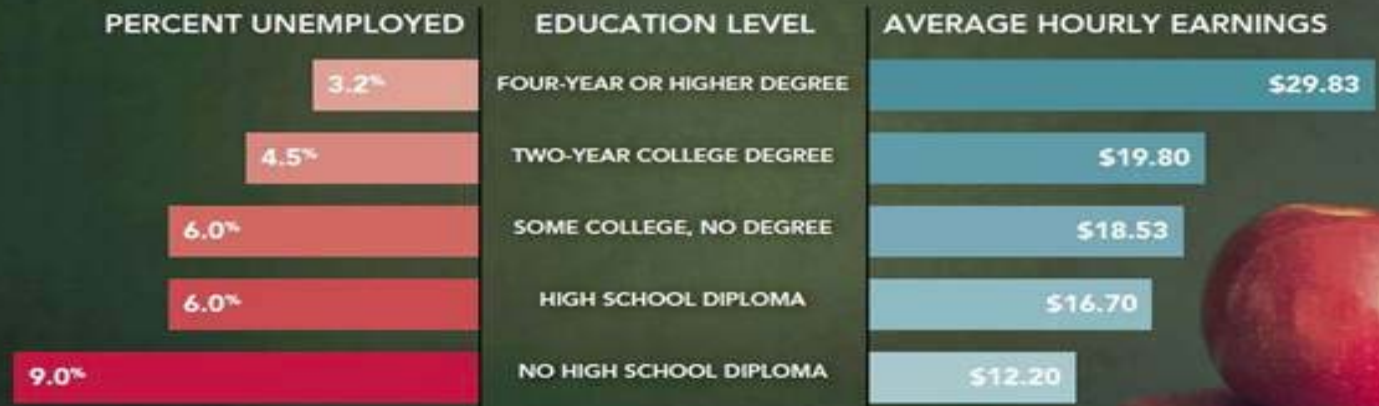 PERCENT UNEMPLOYED EDUCATION LEVEL AVERAGE HOURLY EARNINGS
3.2% FOUR-YEAR OR HIGHER DEGREE $29.83
4.5% TWO-YEAR COLLEGE DEGREE $19.80
6.0% SOME COLLEGE, NO DEGREE $18.53
6.0% HIGH SCHOOL DIPLOMA $16.70
9.0% NO HIGH SCHOOL DIPLOMA $12.20